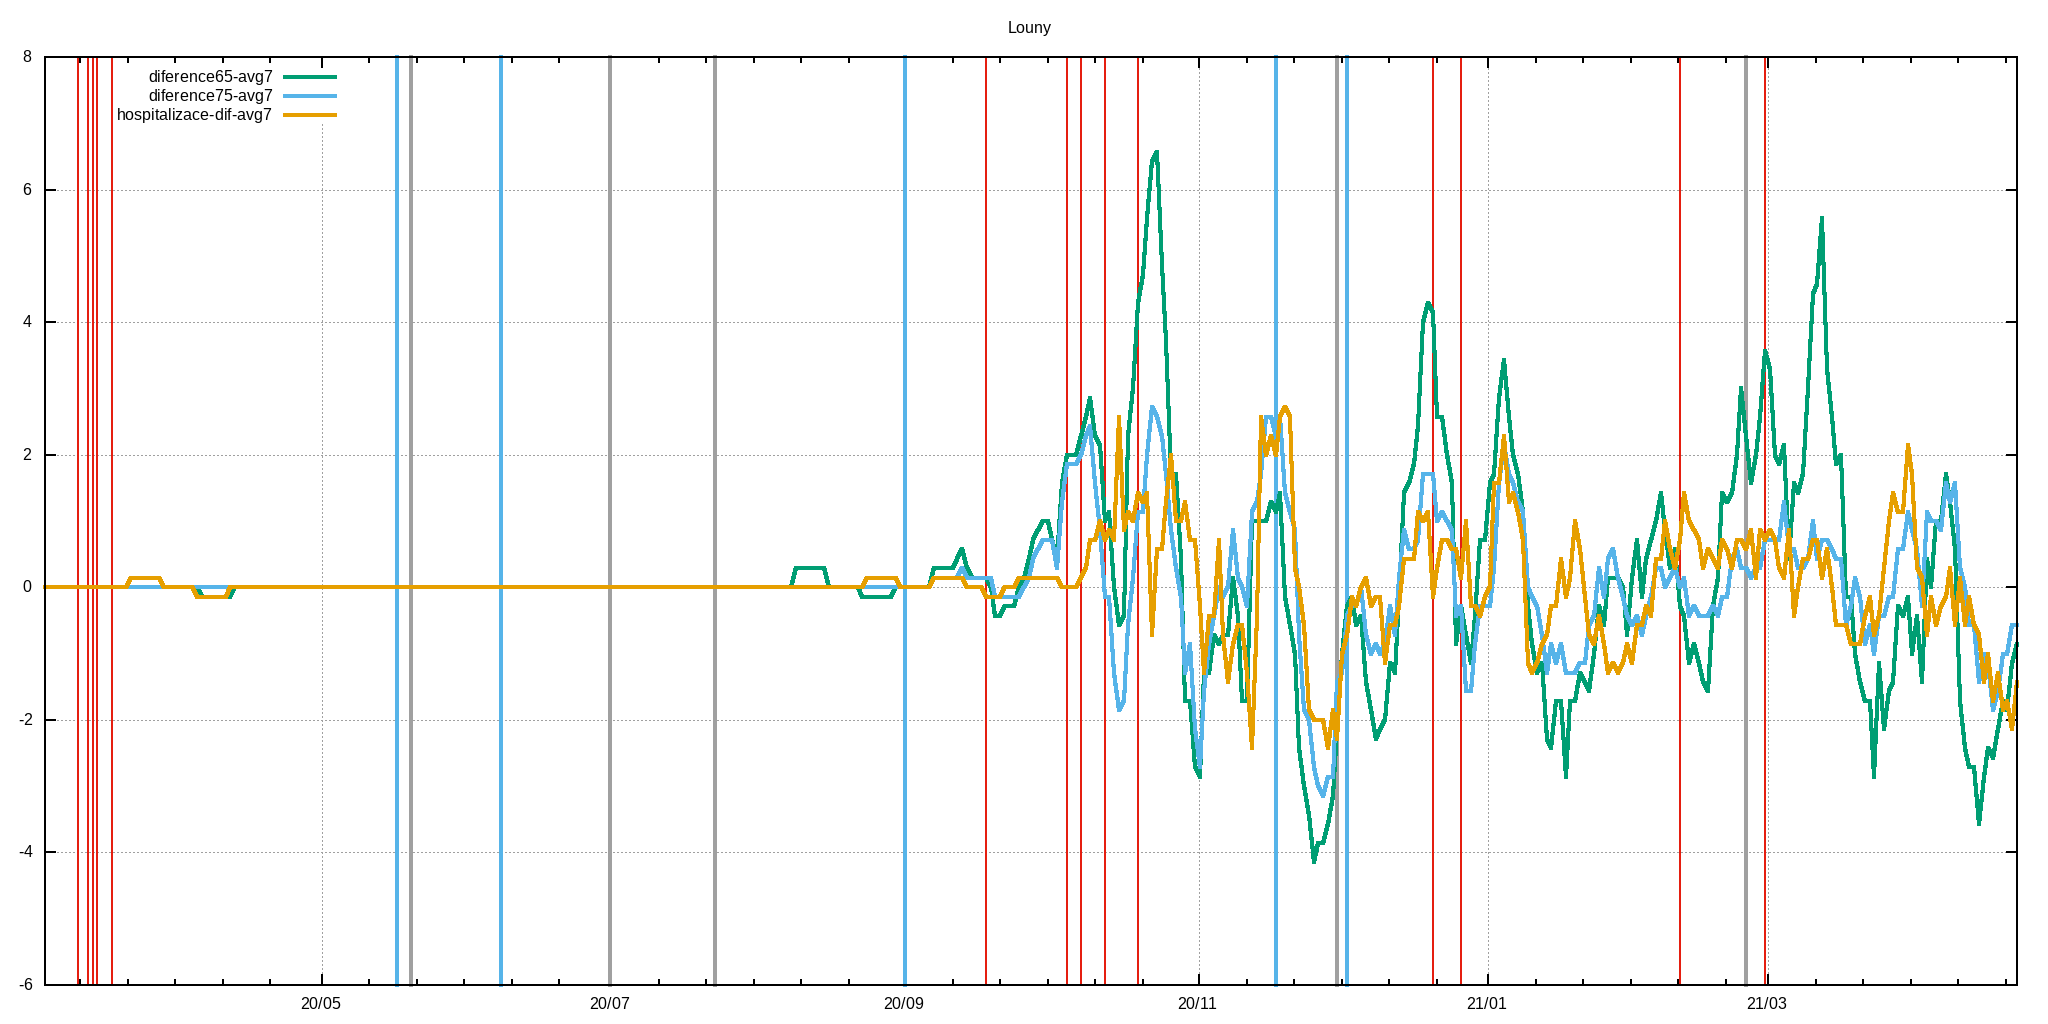 Louny
8
diference65-avg7
diference75-avg7
hospitalizace-dif-avg7
6
4
2
0
-2
-4
-6
20/05 20/07 20/09 20/11 21/01 21/03